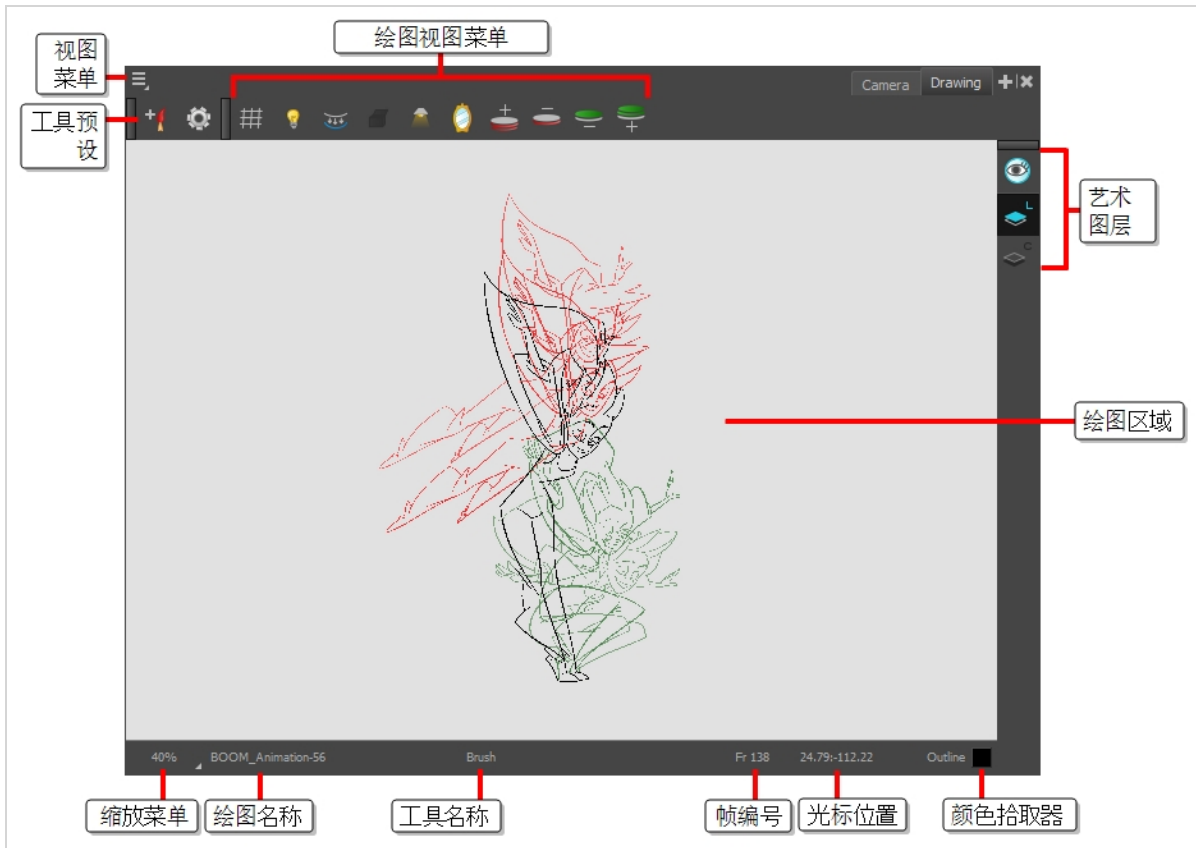 绘图视图菜单
视图
菜单
Camera
Drawing
工具预
设
L
艺术
图层
C
绘图区域
40%
BOOM_Animation-56
Brush
Fr 138
24.79:-112.22
Outline
缩放菜单
绘图名称
工具名称
帧编号
光标位置
颜色拾取器